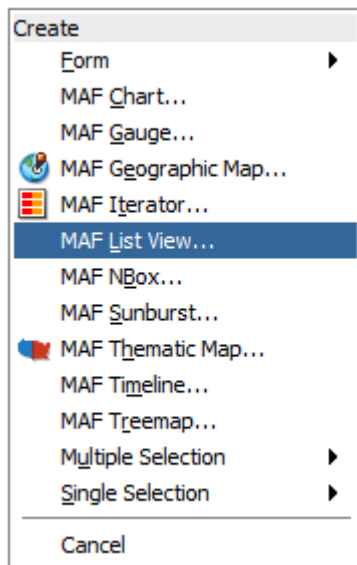 Create
Form
MAF Chart...
MAF Gauge...
MAF Geographic Map...
MAF Iterator...
MAF List View...
MAF NBox...
MAF Sunburst...
MAF Thematic Map...
MAF Timeline...
MAF Treemap...
Multiple Selection
Single Selection
Cancel